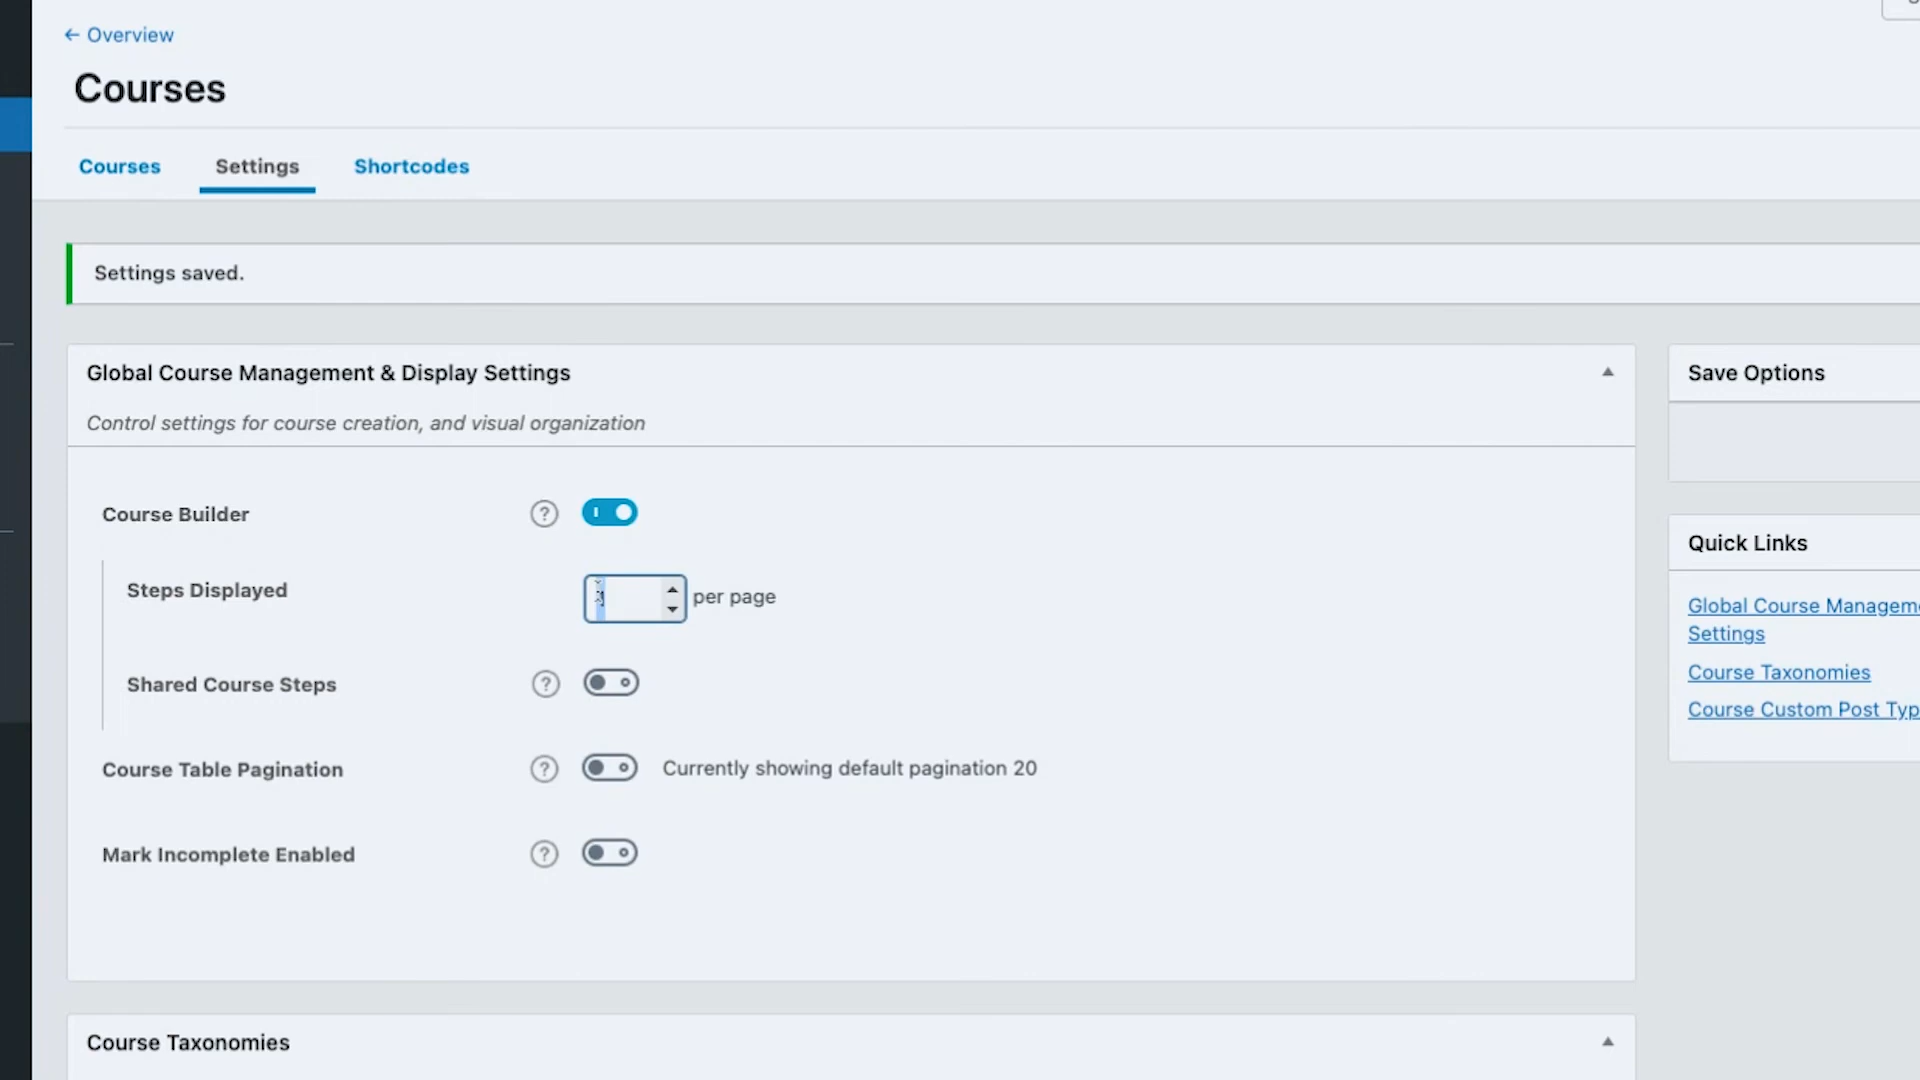 ← Overview
Courses
Courses
Settings
Shortcodes
Settings saved.
Global Course Management & Display Settings
Control settings for course creation, and visual organization
Course Builder
Steps Displayed
per page
Shared Course Steps
Course Table Pagination
Currently showing default pagination 20
Mark Incomplete Enabled
Course Taxonomies
Save Options
Quick Links
Global Course Manageme
Settings
Course Taxonomies
Course Custom Post Typ